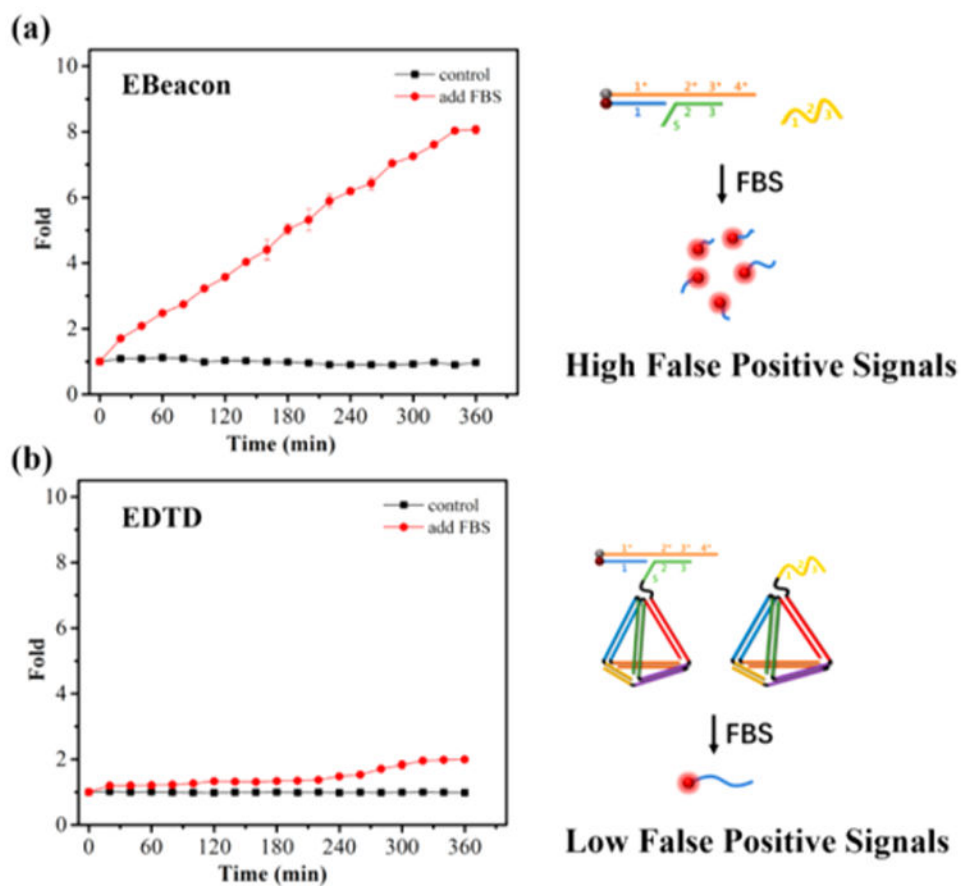 (a)
EBeacon
control
add FBS
10
8
6
4
2
0
Fold
0 60 120 180 240 300 360
Time (min)
1* 2* 3* 4*
1 2 3
5
1 2 3
FBS
High False Positive Signals
(b)
EDTD
control
add FBS
10
8
6
4
2
0
Fold
0 60 120 180 240 300 360
Time (min)
1* 2* 3* 4*
1 2 3
5
1 2 3
FBS
Low False Positive Signals